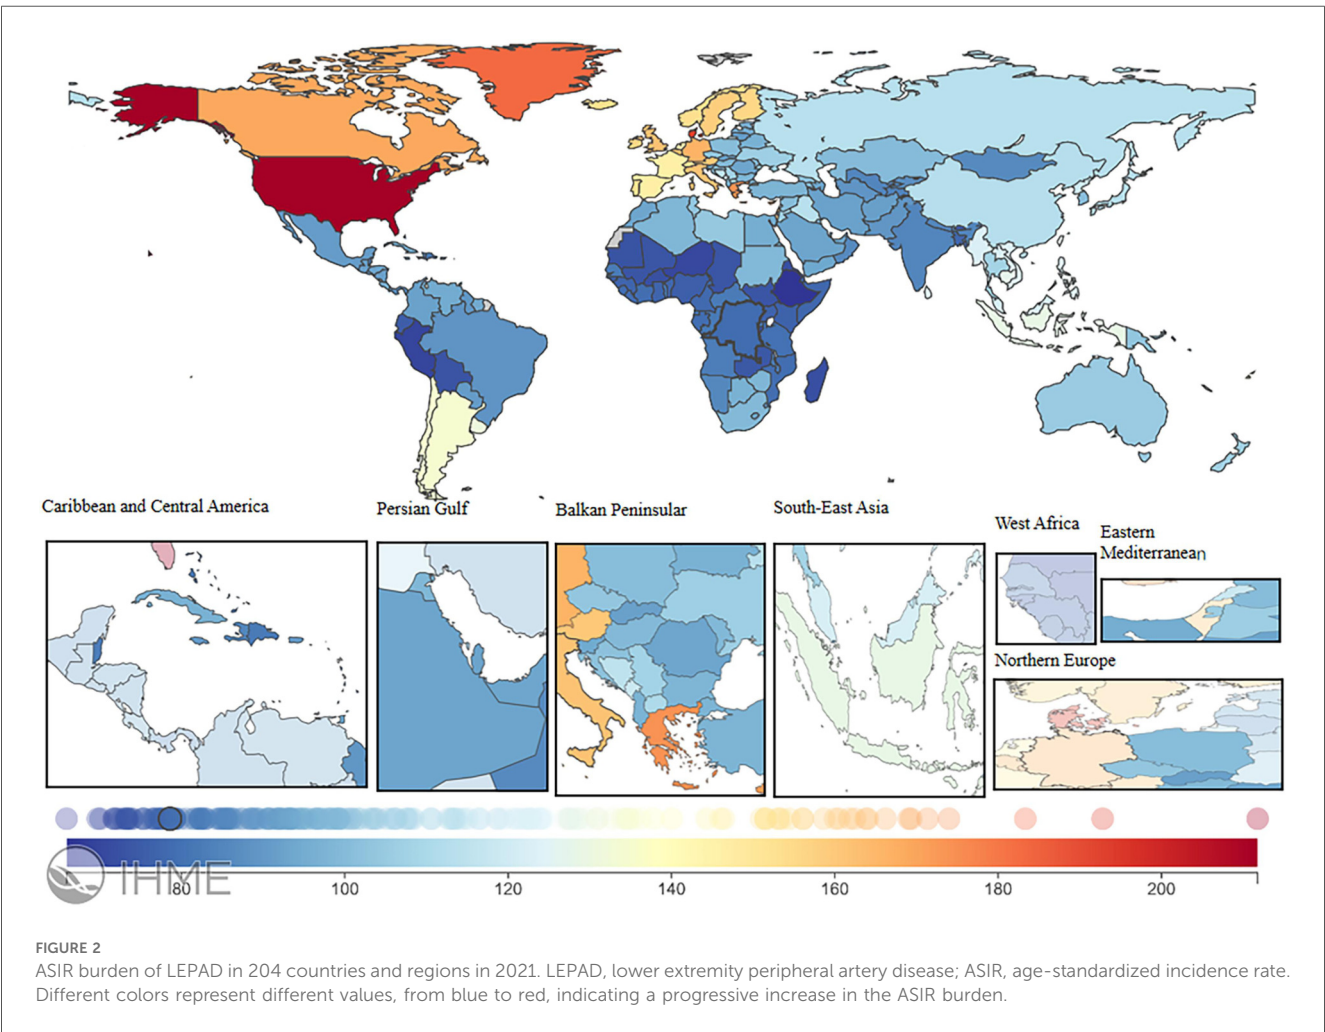 Caribbean and Central America
Persian Gulf
Balkan Peninsular
South-East Asia
West Africa
Eastern
Mediterranean
Northern Europe
IHME
80 100 120 140 160 180 200
FIGURE 2
ASIR burden of LEPAD in 204 countries and regions in 2021. LEPAD, lower extremity peripheral artery disease; ASIR, age-standardized incidence rate.
Different colors represent different values, from blue to red, indicating a progressive increase in the ASIR burden.